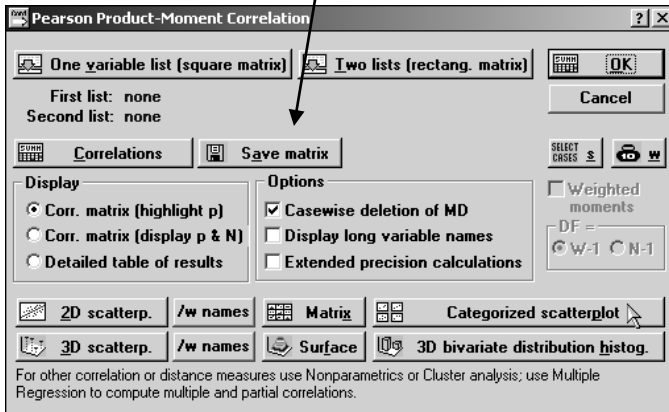 Pearson Product-Moment Correlation
One variable list (square matrix) Two lists (rectang. matrix) OK
First list: none Cancel
Second list: none
Correlations Save matrix SELECT CASES S W
Display Options Weighted moments
Corr. matrix (highlight p) Casewise deletion of MD DF =
Corr. matrix (display p & N) Display long variable names W-1 N-1
Detailed table of results Extended precision calculations
2D scatterp. /w names Matrix Categorized scatterplot
3D scatterp. /w names Surface 3D bivariate distribution histog.
For other correlation or distance measures use Nonparametrics or Cluster analysis; use Multiple
Regression to compute multiple and partial correlations.